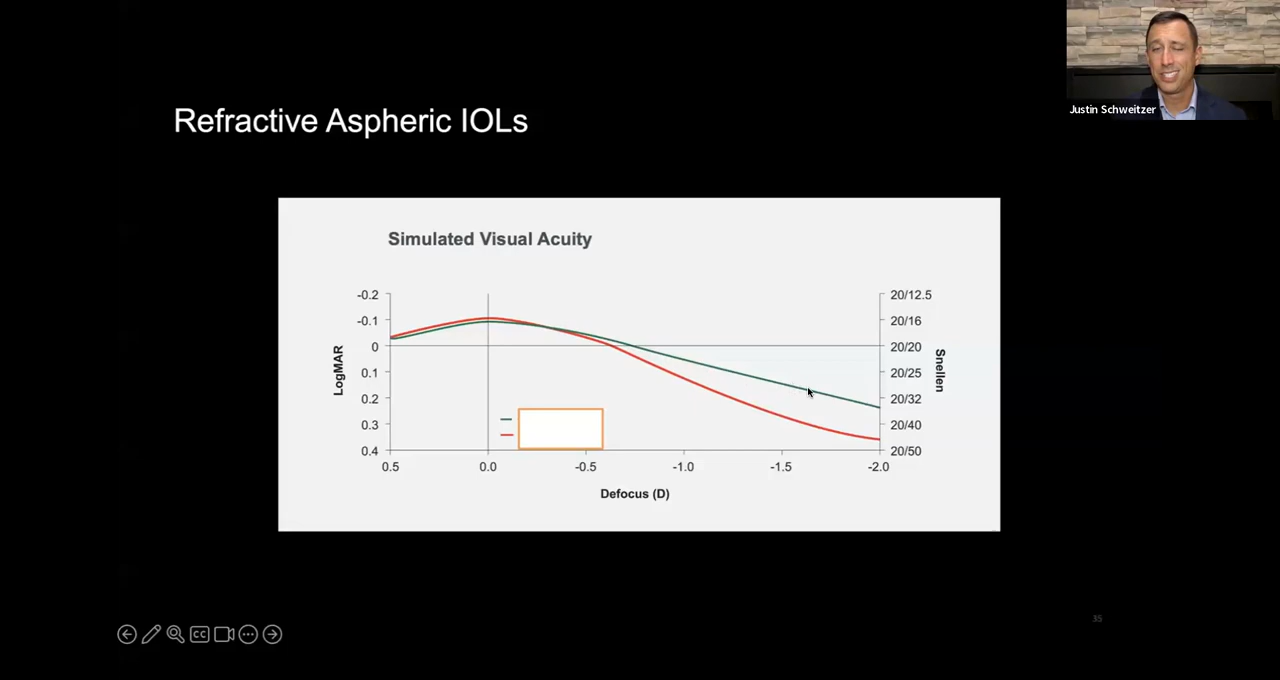 Justin Schweitzer
Refractive Aspheric IOLs
Simulated Visual Acuity
-0.2
-0.1
0
0.1
0.2
0.3
0.4
LogMAR
20/12.5
20/16
20/20
20/25
20/32
20/40
20/50
Snellen
0.5 0.0 -0.5 -1.0 -1.5 -2.0
Defocus (D)
35
CC